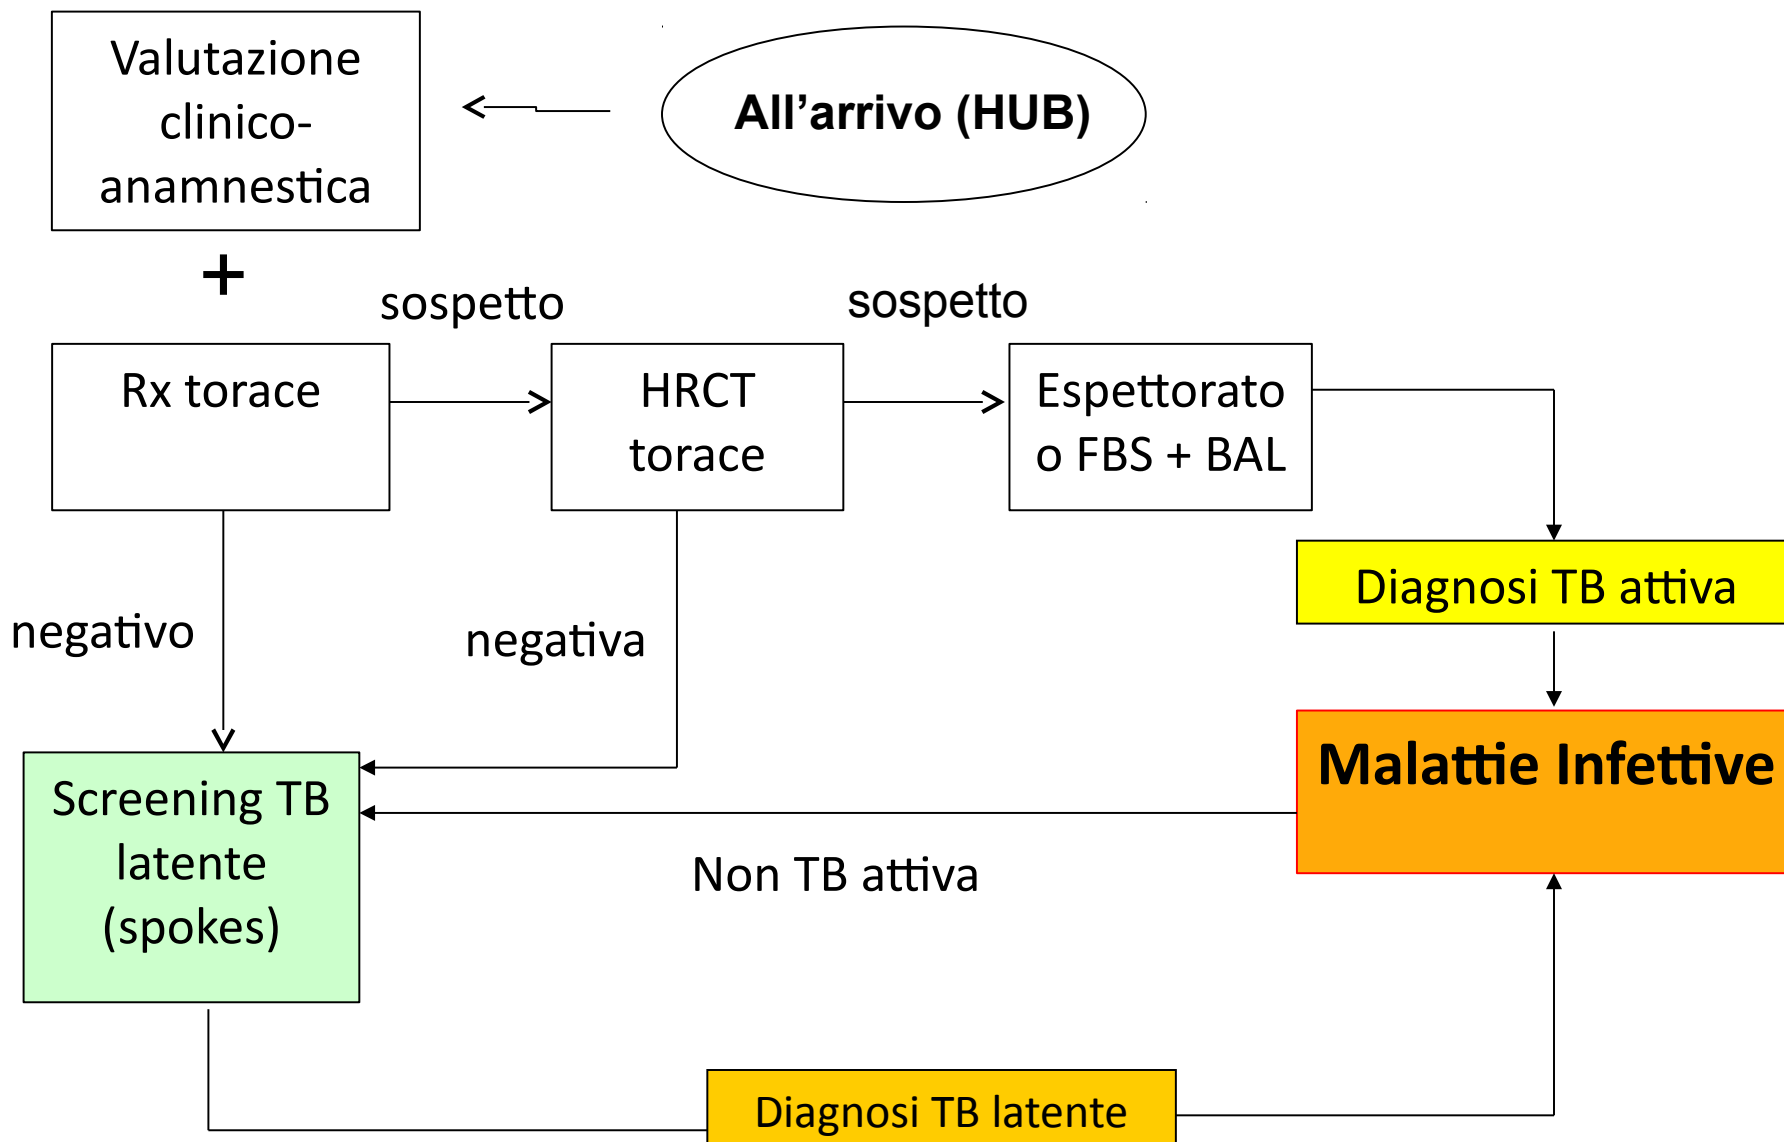 Valutazione
clinico-
anamnestica
All'arrivo (HUB)
+
sospetto
sospetto
Rx torace
HRCT
torace
Espettorato
o FBS + BAL
Diagnosi TB attiva
negativo
negativa
Malattie Infettive
Screening TB
latente
(spokes)
Non TB attiva
Diagnosi TB latente